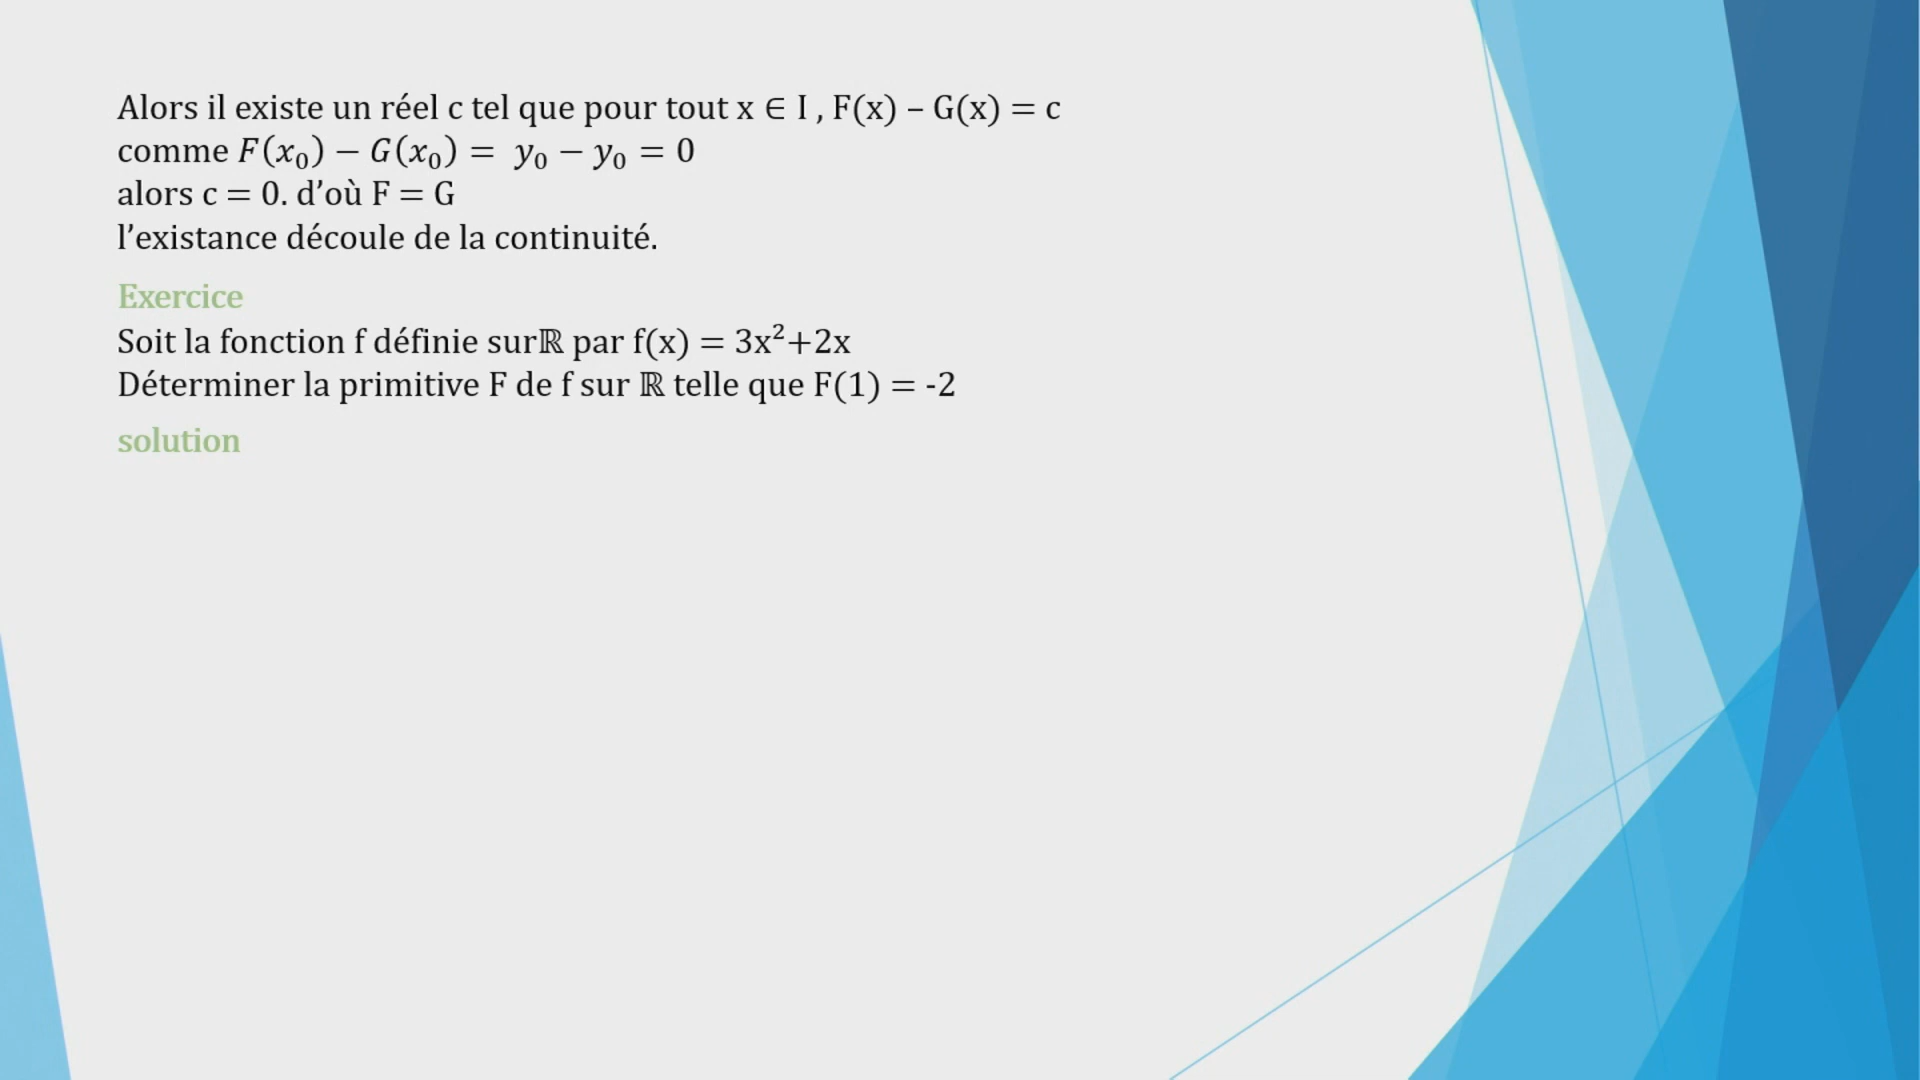 Alors il existe un réel c tel que pour tout x ∈ I , F(x) – G(x) = c
comme F(x₀) − G(x₀) = y₀ − y₀ = 0
alors c = 0. d’où F = G
l’existance découle de la continuité.
Exercice
Soit la fonction f définie surℝ par f(x) = 3x²+2x
Déterminer la primitive F de f sur ℝ telle que F(1) = -2
solution